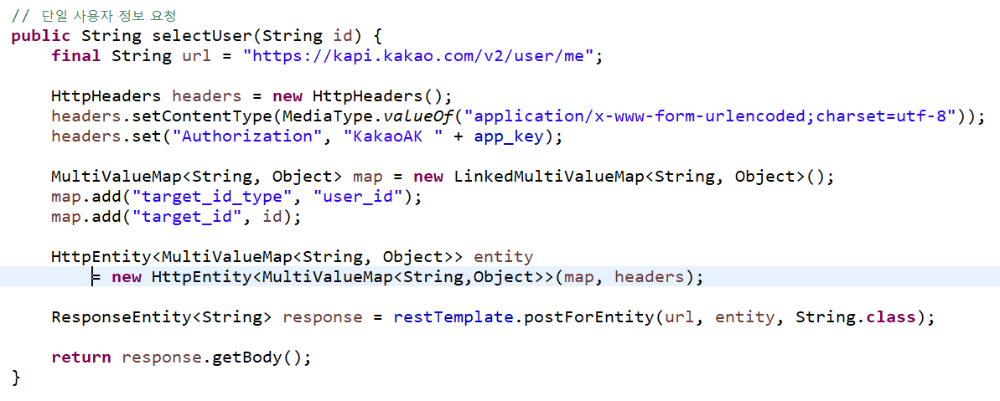 // 단일 사용자 정보 요청
public String selectUser(String id) {
    final String url = "https://kapi.kakao.com/v2/user/me";

    HttpHeaders headers = new HttpHeaders();
    headers.setContentType(MediaType.valueOf("application/x-www-form-urlencoded;charset=utf-8"));
    headers.set("Authorization", "KakaoAK " + app_key);

    MultiValueMap<String, Object> map = new LinkedMultiValueMap<String, Object>();
    map.add("target_id_type", "user_id");
    map.add("target_id", id);

    HttpEntity<MultiValueMap<String, Object>> entity
        = new HttpEntity<MultiValueMap<String,Object>>(map, headers);

    ResponseEntity<String> response = restTemplate.postForEntity(url, entity, String.class);

    return response.getBody();
}